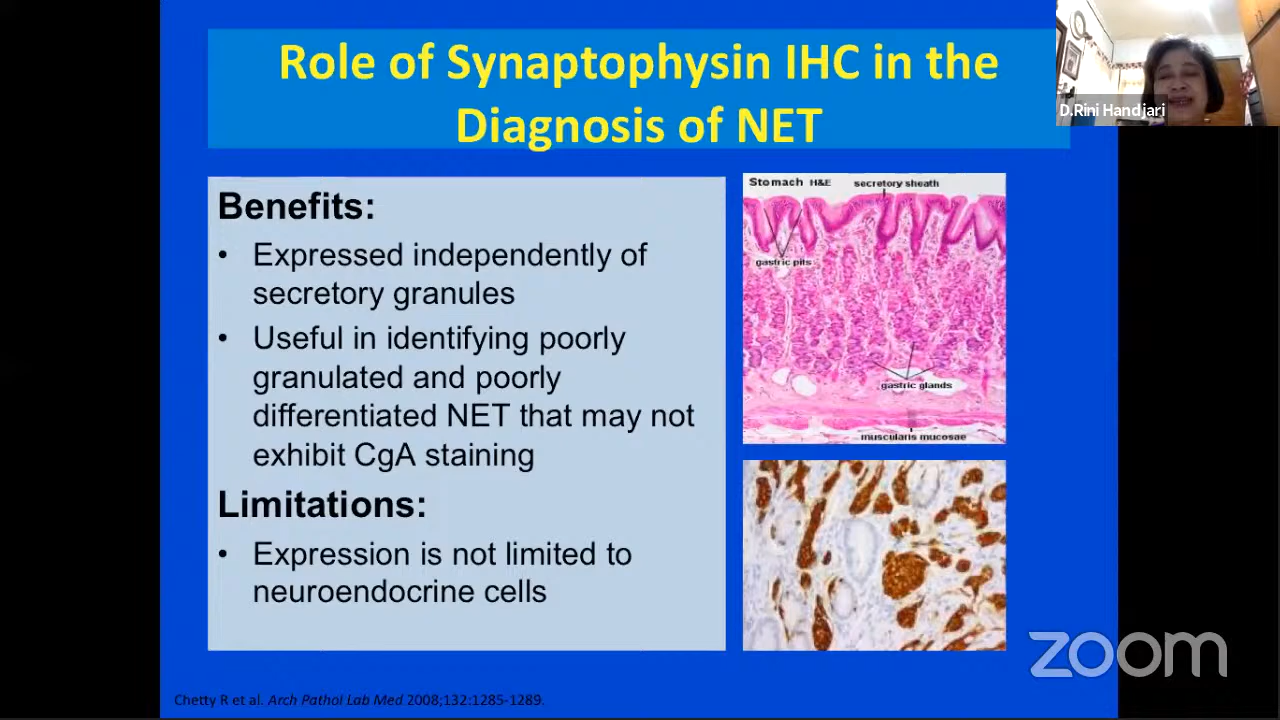 Role of Synaptophysin IHC in the
Diagnosis of NET
D.Rini Handjari
Benefits:
• Expressed independently of
secretory granules
• Useful in identifying poorly
granulated and poorly
differentiated NET that may not
exhibit CgA staining
Limitations:
• Expression is not limited to
neuroendocrine cells
Stomach H&E secretory sheath
gastric pits
gastric glands
muscularis mucosae
zoom
Chetty R et al. Arch Pathol Lab Med 2008;132:1285-1289.